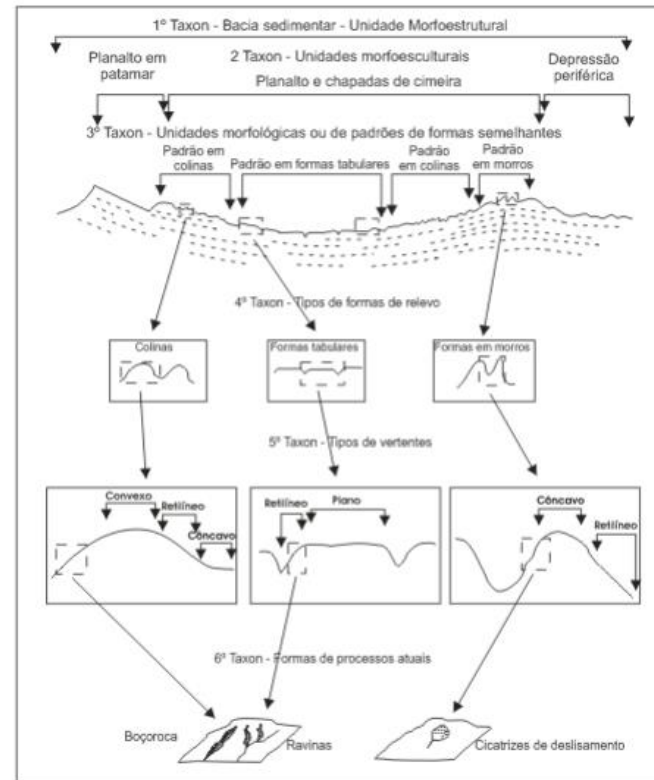 1º Taxon - Bacia sedimentar - Unidade Morfoestrutural
Planalto em
patamar
2 Taxon - Unidades morfoesculturais
Planalto e chapadas de cimeira
Depressão
periférica
3º Taxon - Unidades morfológicas ou de padrões de formas semelhantes
Padrão em
colinas
Padrão em formas tabulares
Padrão
em colinas
Padrão
em morros
4º Taxon - Tipos de formas de relevo
Colinas
Formas tabulares
Formas em morros
5º Taxon - Tipos de vertentes
Convexo
Retilíneo
Côncavo
Retilíneo
Plano
Côncavo
Retilíneo
6º Taxon - Formas de processos atuais
Boçoroca
Ravinas
Cicatrizes de deslisamento